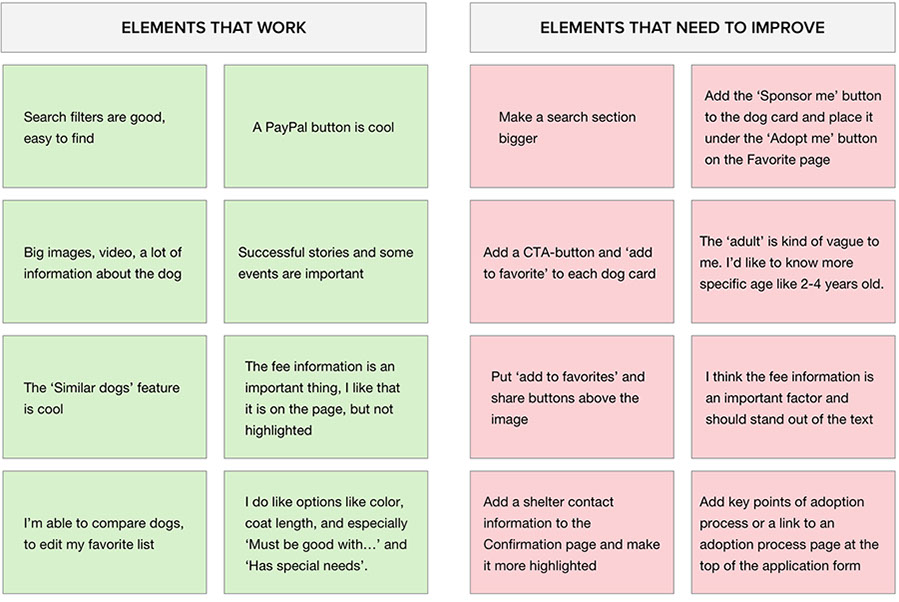 ELEMENTS THAT WORK
Search filters are good,
easy to find
A PayPal button is cool
Big images, video, a lot of
information about the dog
Successful stories and some
events are important
The ‘Similar dogs’ feature
is cool
The fee information is an
important thing, I like that
it is on the page, but not
highlighted
I’m able to compare dogs,
to edit my favorite list
I do like options like color,
coat length, and especially
‘Must be good with…’ and
‘Has special needs’.
ELEMENTS THAT NEED TO IMPROVE
Make a search section
bigger
Add the ‘Sponsor me’ button
to the dog card and place it
under the ‘Adopt me’ button
on the Favorite page
Add a CTA-button and ‘add
to favorite’ to each dog card
The ‘adult’ is kind of vague to
me. I’d like to know more
specific age like 2-4 years old.
Put ‘add to favorites’ and
share buttons above the
image
I think the fee information is
an important factor and
should stand out of the text
Add a shelter contact
information to the
Confirmation page and make
it more highlighted
Add key points of adoption
process or a link to an
adoption process page at the
top of the application form